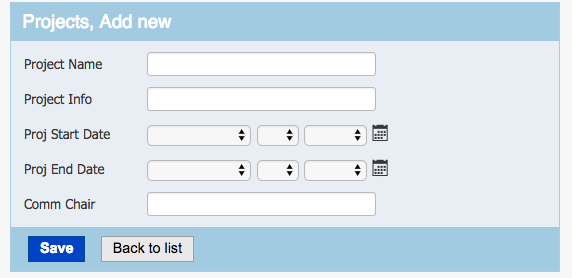 Projects, Add new
Project Name
Project Info
Proj Start Date
Proj End Date
Comm Chair
Save Back to list